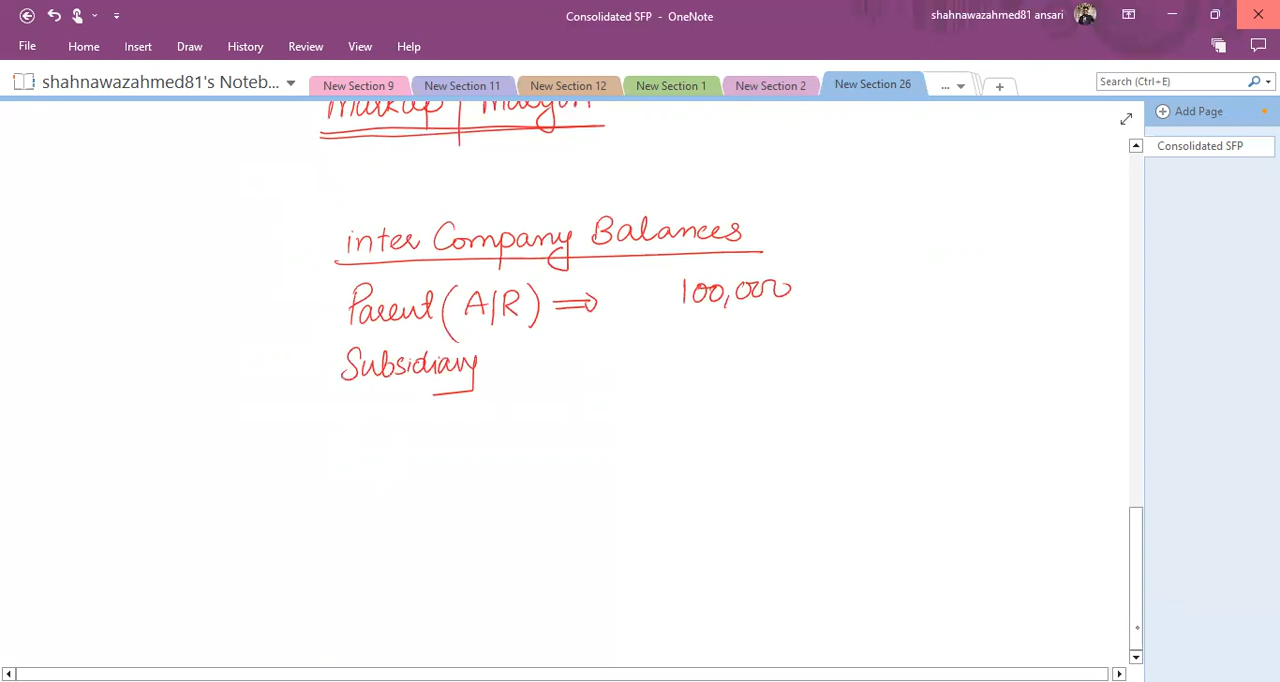 Consolidated SFP - OneNote
shahnawazahmed81 ansari
File Home Insert Draw History Review View Help
shahnawazahmed81's Noteb... New Section 9 New Section 11 New Section 12 New Section 1 New Section 2 New Section 26 ... Search (Ctrl+E)
Add Page
Consolidated SFP
Markup | Margin
inter Company Balances
Parent (A/R) ⇒ 100,000
Subsidiary